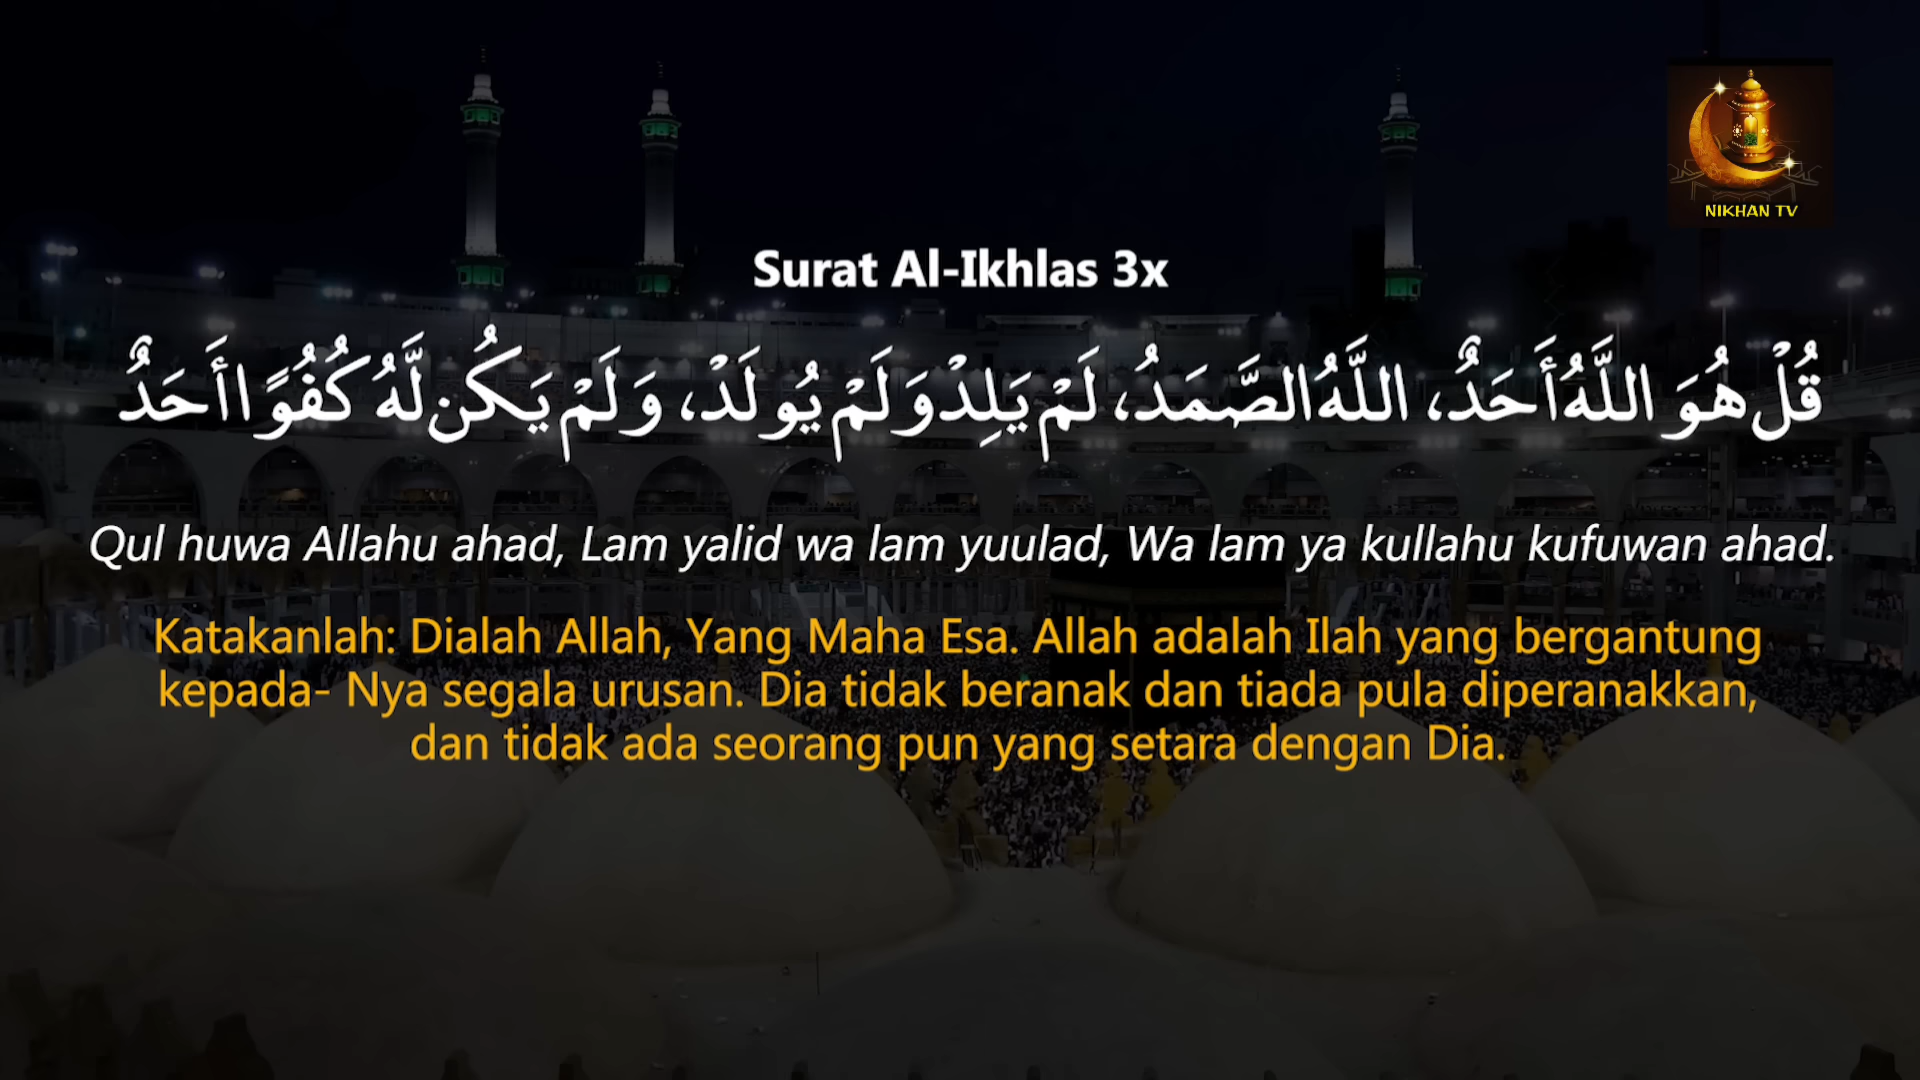 NIKHAN TV
Surat Al-Ikhlas 3x
قُلْ هُوَ اللَّهُ أَحَدٌ، اللَّهُ الصَّمَدُ، لَمْ يَلِدْ وَلَمْ يُولَدْ، وَلَمْ يَكُن لَّهُ كُفُوًا أَحَدٌ
Qul huwa Allahu ahad, Lam yalid wa lam yuulad, Wa lam ya kullahu kufuwan ahad.
Katakanlah: Dialah Allah, Yang Maha Esa. Allah adalah Ilah yang bergantung
kepada- Nya segala urusan. Dia tidak beranak dan tiada pula diperanakkan,
dan tidak ada seorang pun yang setara dengan Dia.